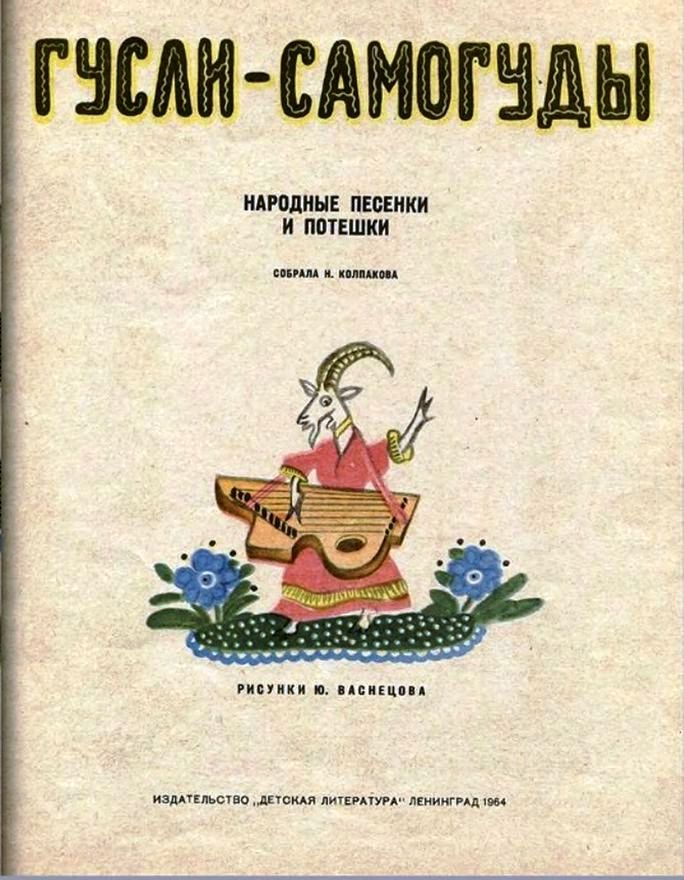 ГУСЛИ-САМОГУДЫ
НАРОДНЫЕ ПЕСЕНКИ
И ПОТЕШКИ
СОБРАЛА Н. КОЛПАКОВА
РИСУНКИ Ю. ВАСНЕЦОВА
ИЗДАТЕЛЬСТВО „ДЕТСКАЯ ЛИТЕРАТУРА“ ЛЕНИНГРАД 1964